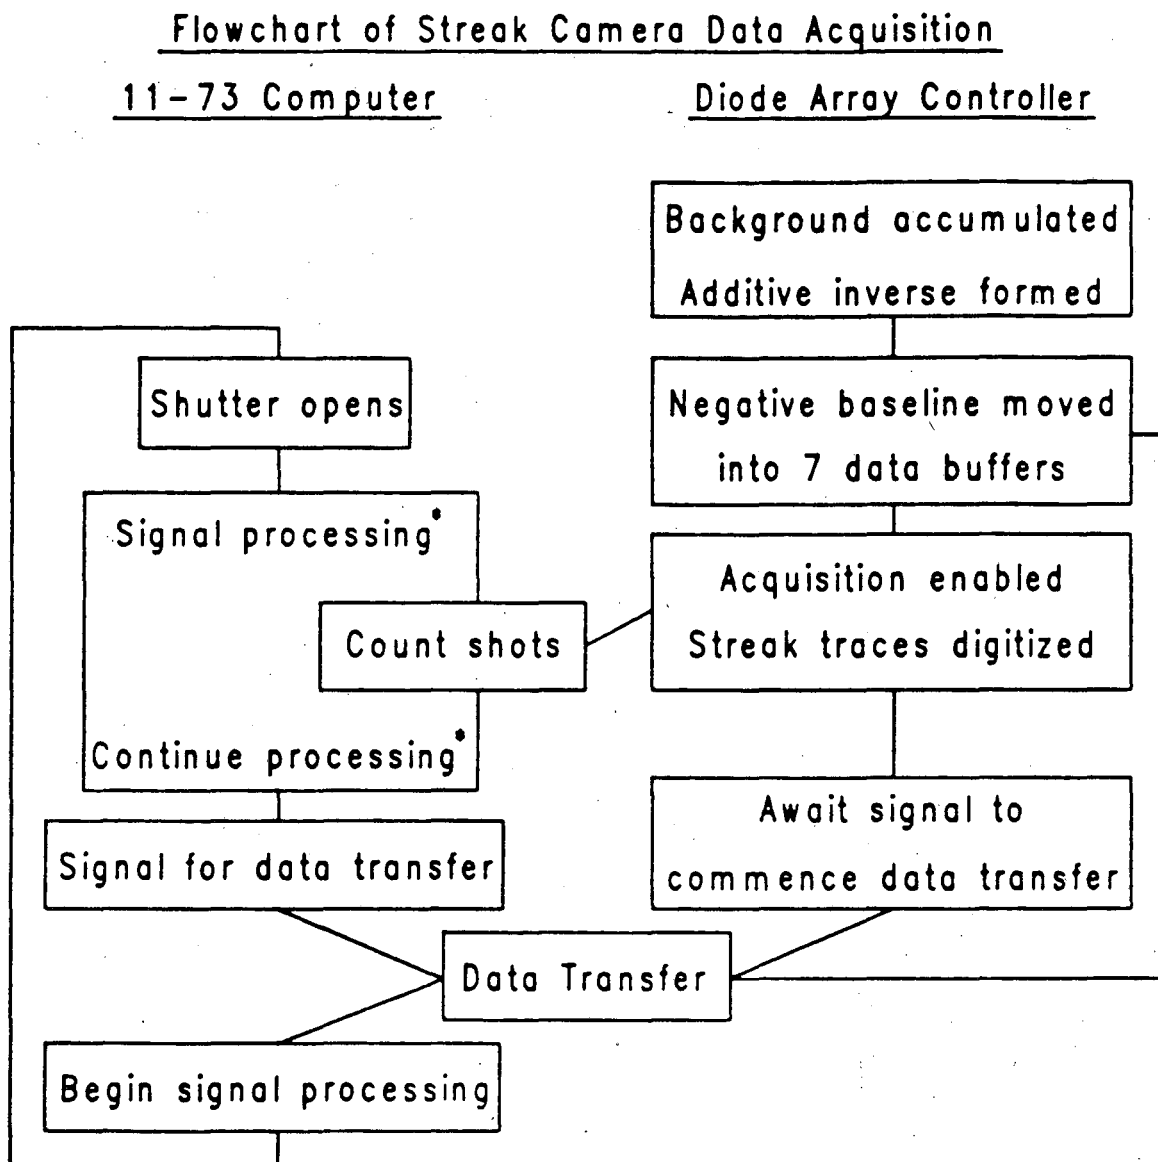 Flowchart of Streak Camera Data Acquisition
11-73 Computer
Diode Array Controller
Background accumulated
Additive inverse formed
Shutter opens
Negative baseline moved
into 7 data buffers
Signal processing*
Acquisition enabled
Count shots
Streak traces digitized
Continue processing*
Await signal to
Signal for data transfer
commence data transfer
Data Transfer
Begin signal processing